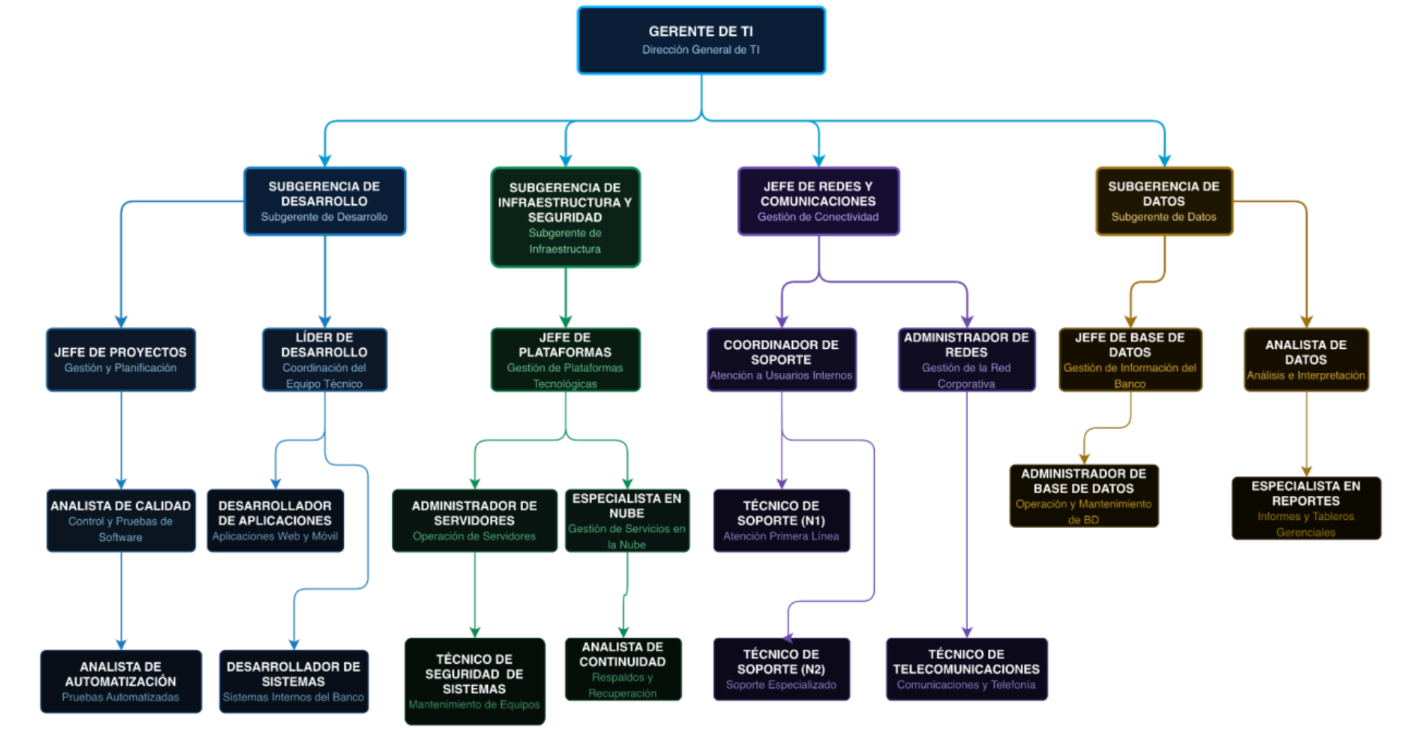 GERENTE DE TI
Dirección General de TI
SUBGERENCIA DE
DESARROLLO
Subgerente de Desarrollo
SUBGERENCIA DE
INFRAESTRUCTURA Y
SEGURIDAD
Subgerente de
Infraestructura
JEFE DE REDES Y
COMUNICACIONES
Gestión de Conectividad
SUBGERENCIA DE
DATOS
Subgerente de Datos
JEFE DE PROYECTOS
Gestión y Planificación
LÍDER DE
DESARROLLO
Coordinación del
Equipo Técnico
JEFE DE
PLATAFORMAS
Gestión de Plataformas
Tecnológicas
COORDINADOR DE
SOPORTE
Atención a Usuarios Internos
ADMINISTRADOR DE
REDES
Gestión de la Red
Corporativa
JEFE DE BASE DE
DATOS
Gestión de Información del
Banco
ANALISTA DE
DATOS
Análisis e Interpretación
ANALISTA DE CALIDAD
Control y Pruebas de
Software
DESARROLLADOR
DE APLICACIONES
Aplicaciones Web y Móvil
ADMINISTRADOR DE
SERVIDORES
Operación de Servidores
ESPECIALISTA EN
NUBE
Gestión de Servicios en
la Nube
TÉCNICO DE
SOPORTE (N1)
Atención Primera Línea
ADMINISTRADOR DE
BASE DE DATOS
Operación y Mantenimiento
de BD
ESPECIALISTA EN
REPORTES
Informes y Tableros
Gerenciales
ANALISTA DE
AUTOMATIZACIÓN
Pruebas Automatizadas
DESARROLLADOR DE
SISTEMAS
Sistemas Internos del Banco
TÉCNICO DE
SEGURIDAD DE
SISTEMAS
Mantenimiento de Equipos
ANALISTA DE
CONTINUIDAD
Respaldos y
Recuperación
TÉCNICO DE
SOPORTE (N2)
Soporte Especializado
TÉCNICO DE
TELECOMUNICACIONES
Comunicaciones y Telefonía